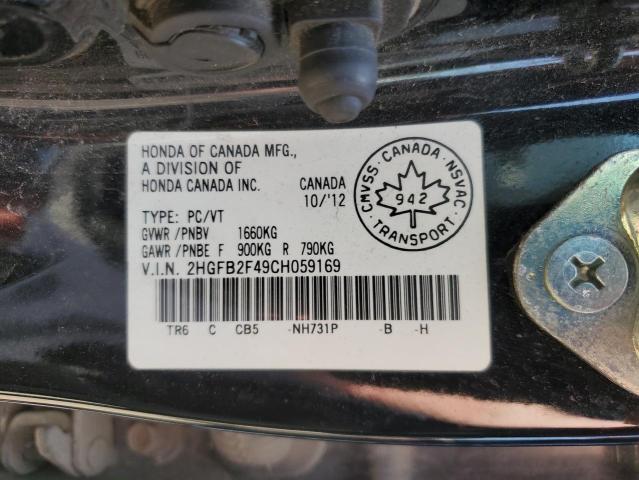 HONDA OF CANADA MFG.,
A DIVISION OF
HONDA CANADA INC. CANADA
10/'12
TYPE: PC/VT
GVWR /PNBV 1660KG
GAWR /PNBE F 900KG R 790KG
V.I.N. 2HGFB2F49CH059169
TR6 C CB5 -NH731P -B -H
CMVSS·CANADA·NSVAC
942
TRANSPORT